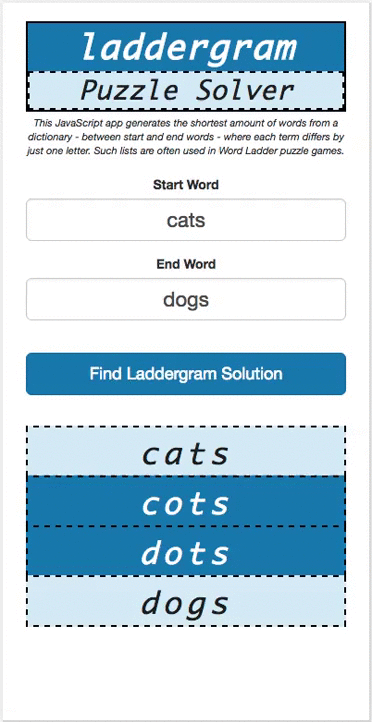 laddergram
Puzzle Solver
This JavaScript app generates the shortest amount of words from a
dictionary - between start and end words - where each term differs by
just one letter. Such lists are often used in Word Ladder puzzle games.
Start Word
cats
End Word
dogs
Find Laddergram Solution
cats
cots
dots
dogs